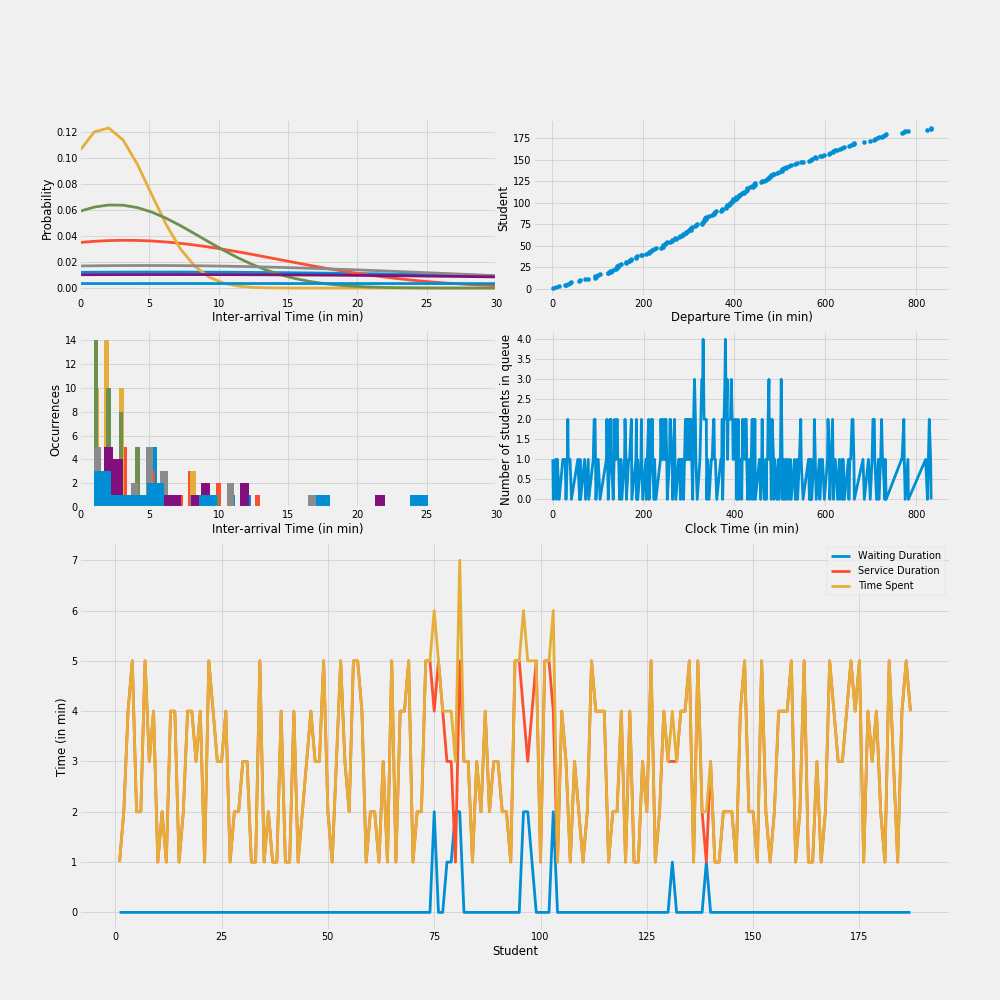 0.12
0.10
0.08
0.06
0.04
0.02
0.00
Probability
0 5 10 15 20 25 30
Inter-arrival Time (in min)
175
150
125
100
75
50
25
0
Student
0 200 400 600 800
Departure Time (in min)
14
12
10
8
6
4
2
0
Occurrences
0 5 10 15 20 25 30
Inter-arrival Time (in min)
4.0
3.5
3.0
2.5
2.0
1.5
1.0
0.5
0.0
Number of students in queue
0 200 400 600 800
Clock Time (in min)
Waiting Duration
Service Duration
Time Spent
7
6
5
4
3
2
1
0
Time (in min)
0 25 50 75 100 125 150 175
Student